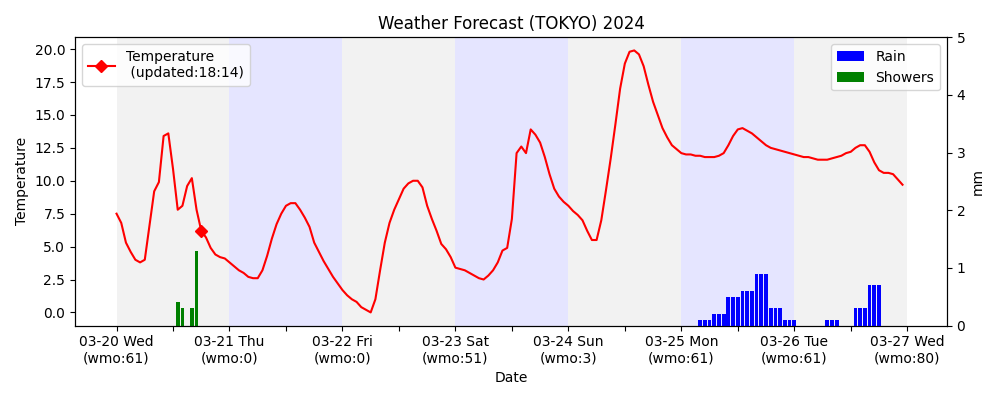 Weather Forecast (TOKYO) 2024
Temperature
(updated:18:14)
Rain
Showers
Temperature
20.0
17.5
15.0
12.5
10.0
7.5
5.0
2.5
0.0
5
4
3
2
1
0
mm
03-20 Wed
(wmo:61)
03-21 Thu
(wmo:0)
03-22 Fri
(wmo:0)
03-23 Sat
(wmo:51)
03-24 Sun
(wmo:3)
03-25 Mon
(wmo:61)
03-26 Tue
(wmo:61)
03-27 Wed
(wmo:80)
Date